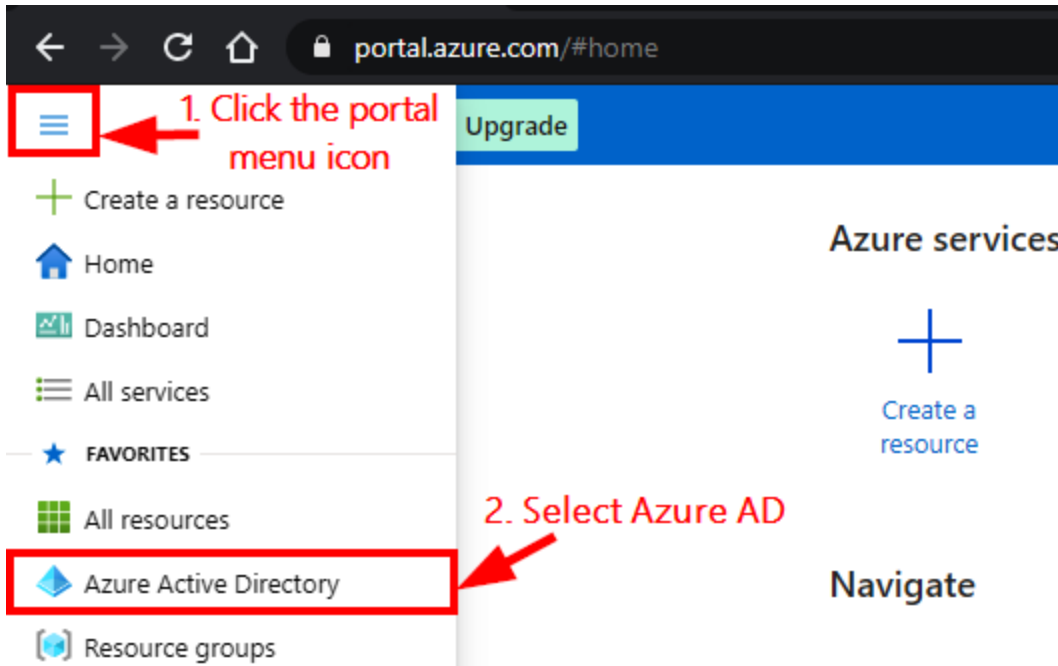 portal.azure.com/#home
1. Click the portal
menu icon
Upgrade
Create a resource
Home
Dashboard
All services
FAVORITES
All resources
Azure Active Directory
Resource groups
Azure services
Create a
resource
2. Select Azure AD
Navigate